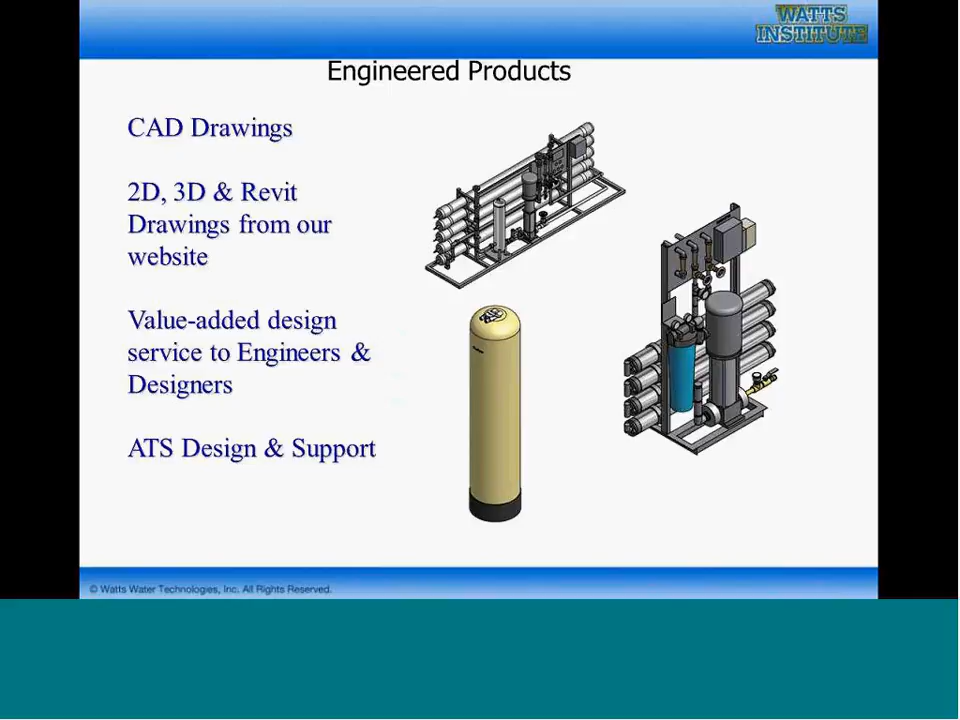 WATTS
INSTITUTE
Engineered Products
CAD Drawings
2D, 3D & Revit
Drawings from our
website
Value-added design
service to Engineers &
Designers
ATS Design & Support
© Watts Water Technologies, Inc. All Rights Reserved.